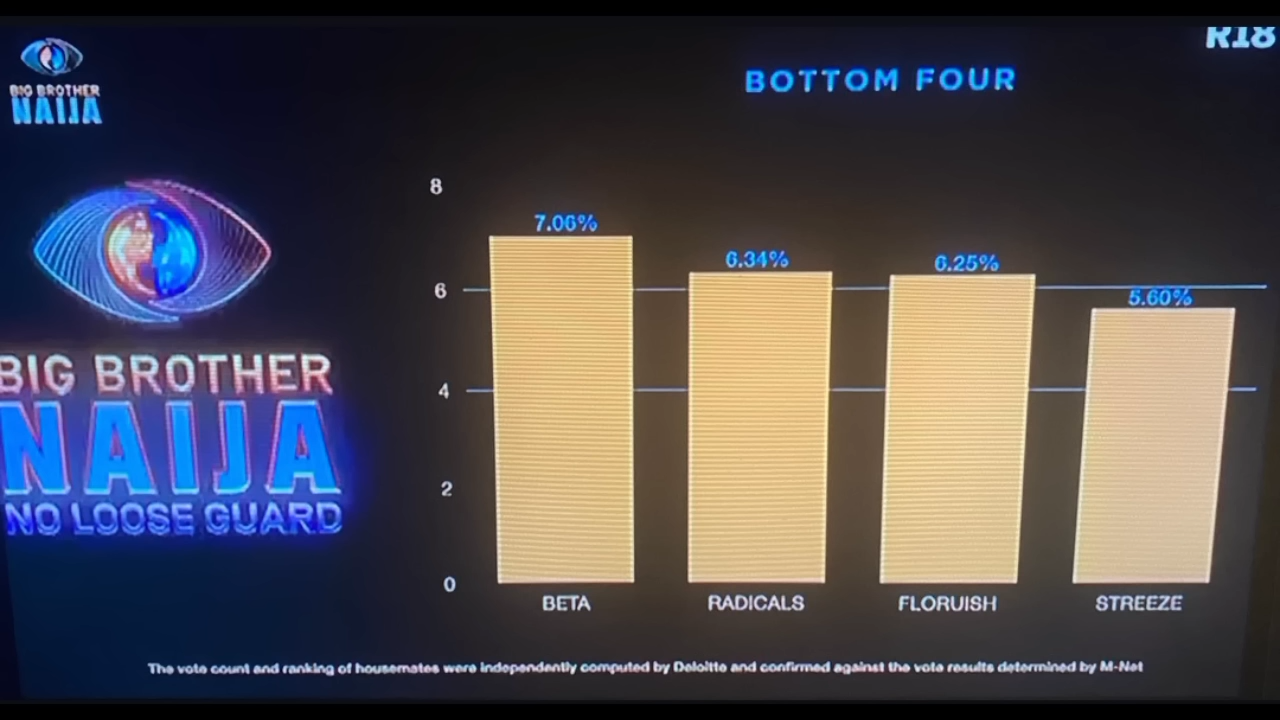 BIG BROTHER
NAIJA
R18
BOTTOM FOUR
BIG BROTHER
NAIJA
NO LOOSE GUARD
8
6
4
2
0
7.06%
6.34%
6.25%
5.60%
BETA
RADICALS
FLORUISH
STREEZE
The vote count and ranking of housemates were independently computed by Deloitte and confirmed against the vote results determined by M-Net